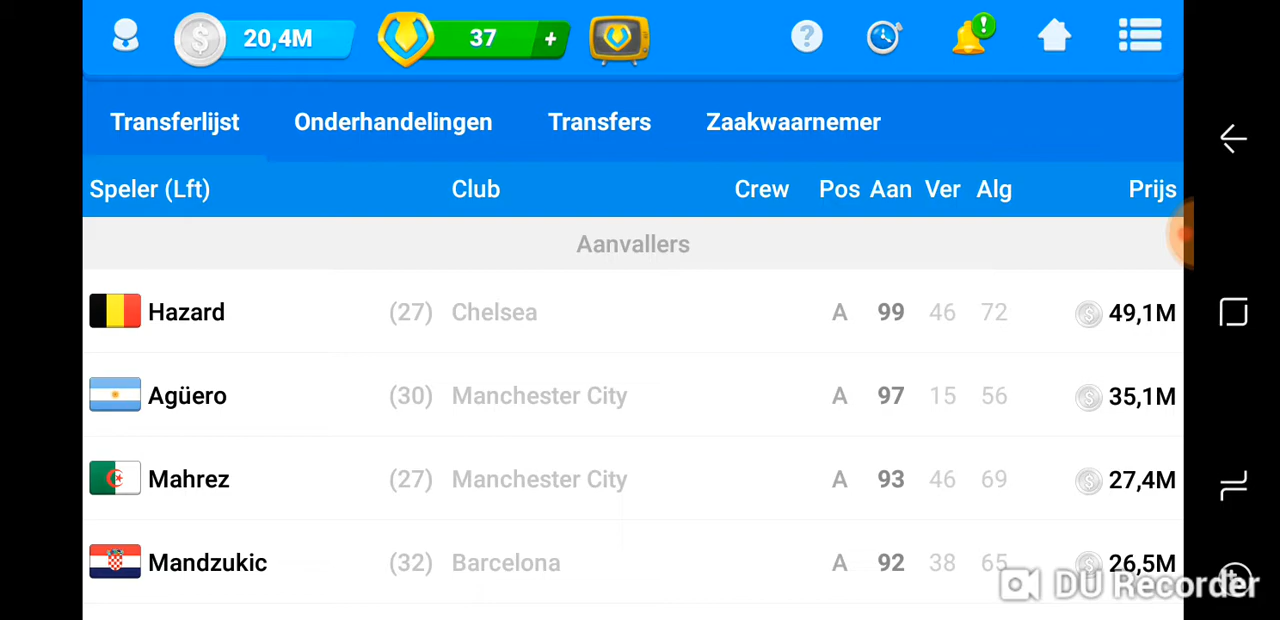 20,4M 37 + ? !
Transferlijst Onderhandelingen Transfers Zaakwaarnemer
Speler (Lft) Club Crew Pos Aan Ver Alg Prijs
Aanvallers
Hazard (27) Chelsea A 99 46 72 49,1M
Agüero (30) Manchester City A 97 15 56 35,1M
Mahrez (27) Manchester City A 93 46 69 27,4M
Mandzukic (32) Barcelona A 92 38 65 26,5M
DU Recorder